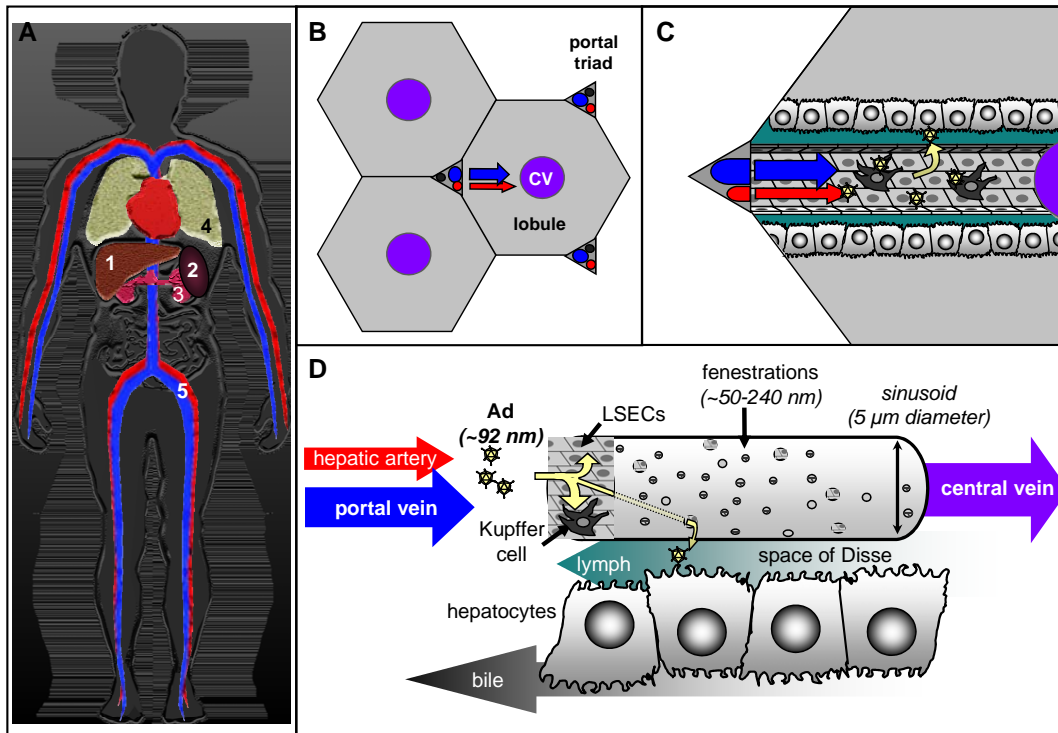 A
1
2
3
4
5
B
portal
triad
CV
lobule
C
D
fenestrations
(~50-240 nm)
sinusoid
(5 µm diameter)
LSECs
Ad
(~92 nm)
hepatic artery
portal vein
central vein
Kupffer
cell
lymph
space of Disse
hepatocytes
bile